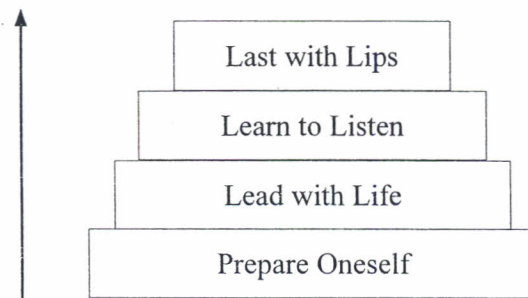 Last with Lips
Learn to Listen
Lead with Life
Prepare Oneself